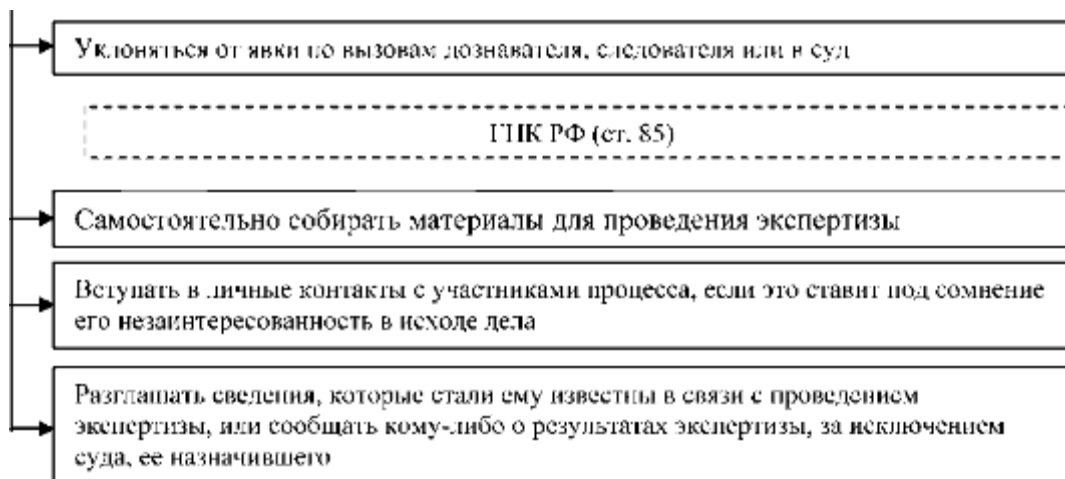 Уклоняться от явки по вызовам дознавателя, следователя или в суд
ГПК РФ (ст. 85)
Самостоятельно собирать материалы для проведения экспертизы
Вступать в личные контакты с участниками процесса, если это ставит под сомнение
его незаинтересованность в исходе дела
Разглашать сведения, которые стали ему известны в связи с проведением
экспертизы, или сообщать кому-либо о результатах экспертизы, за исключением
суда, ее назначившего